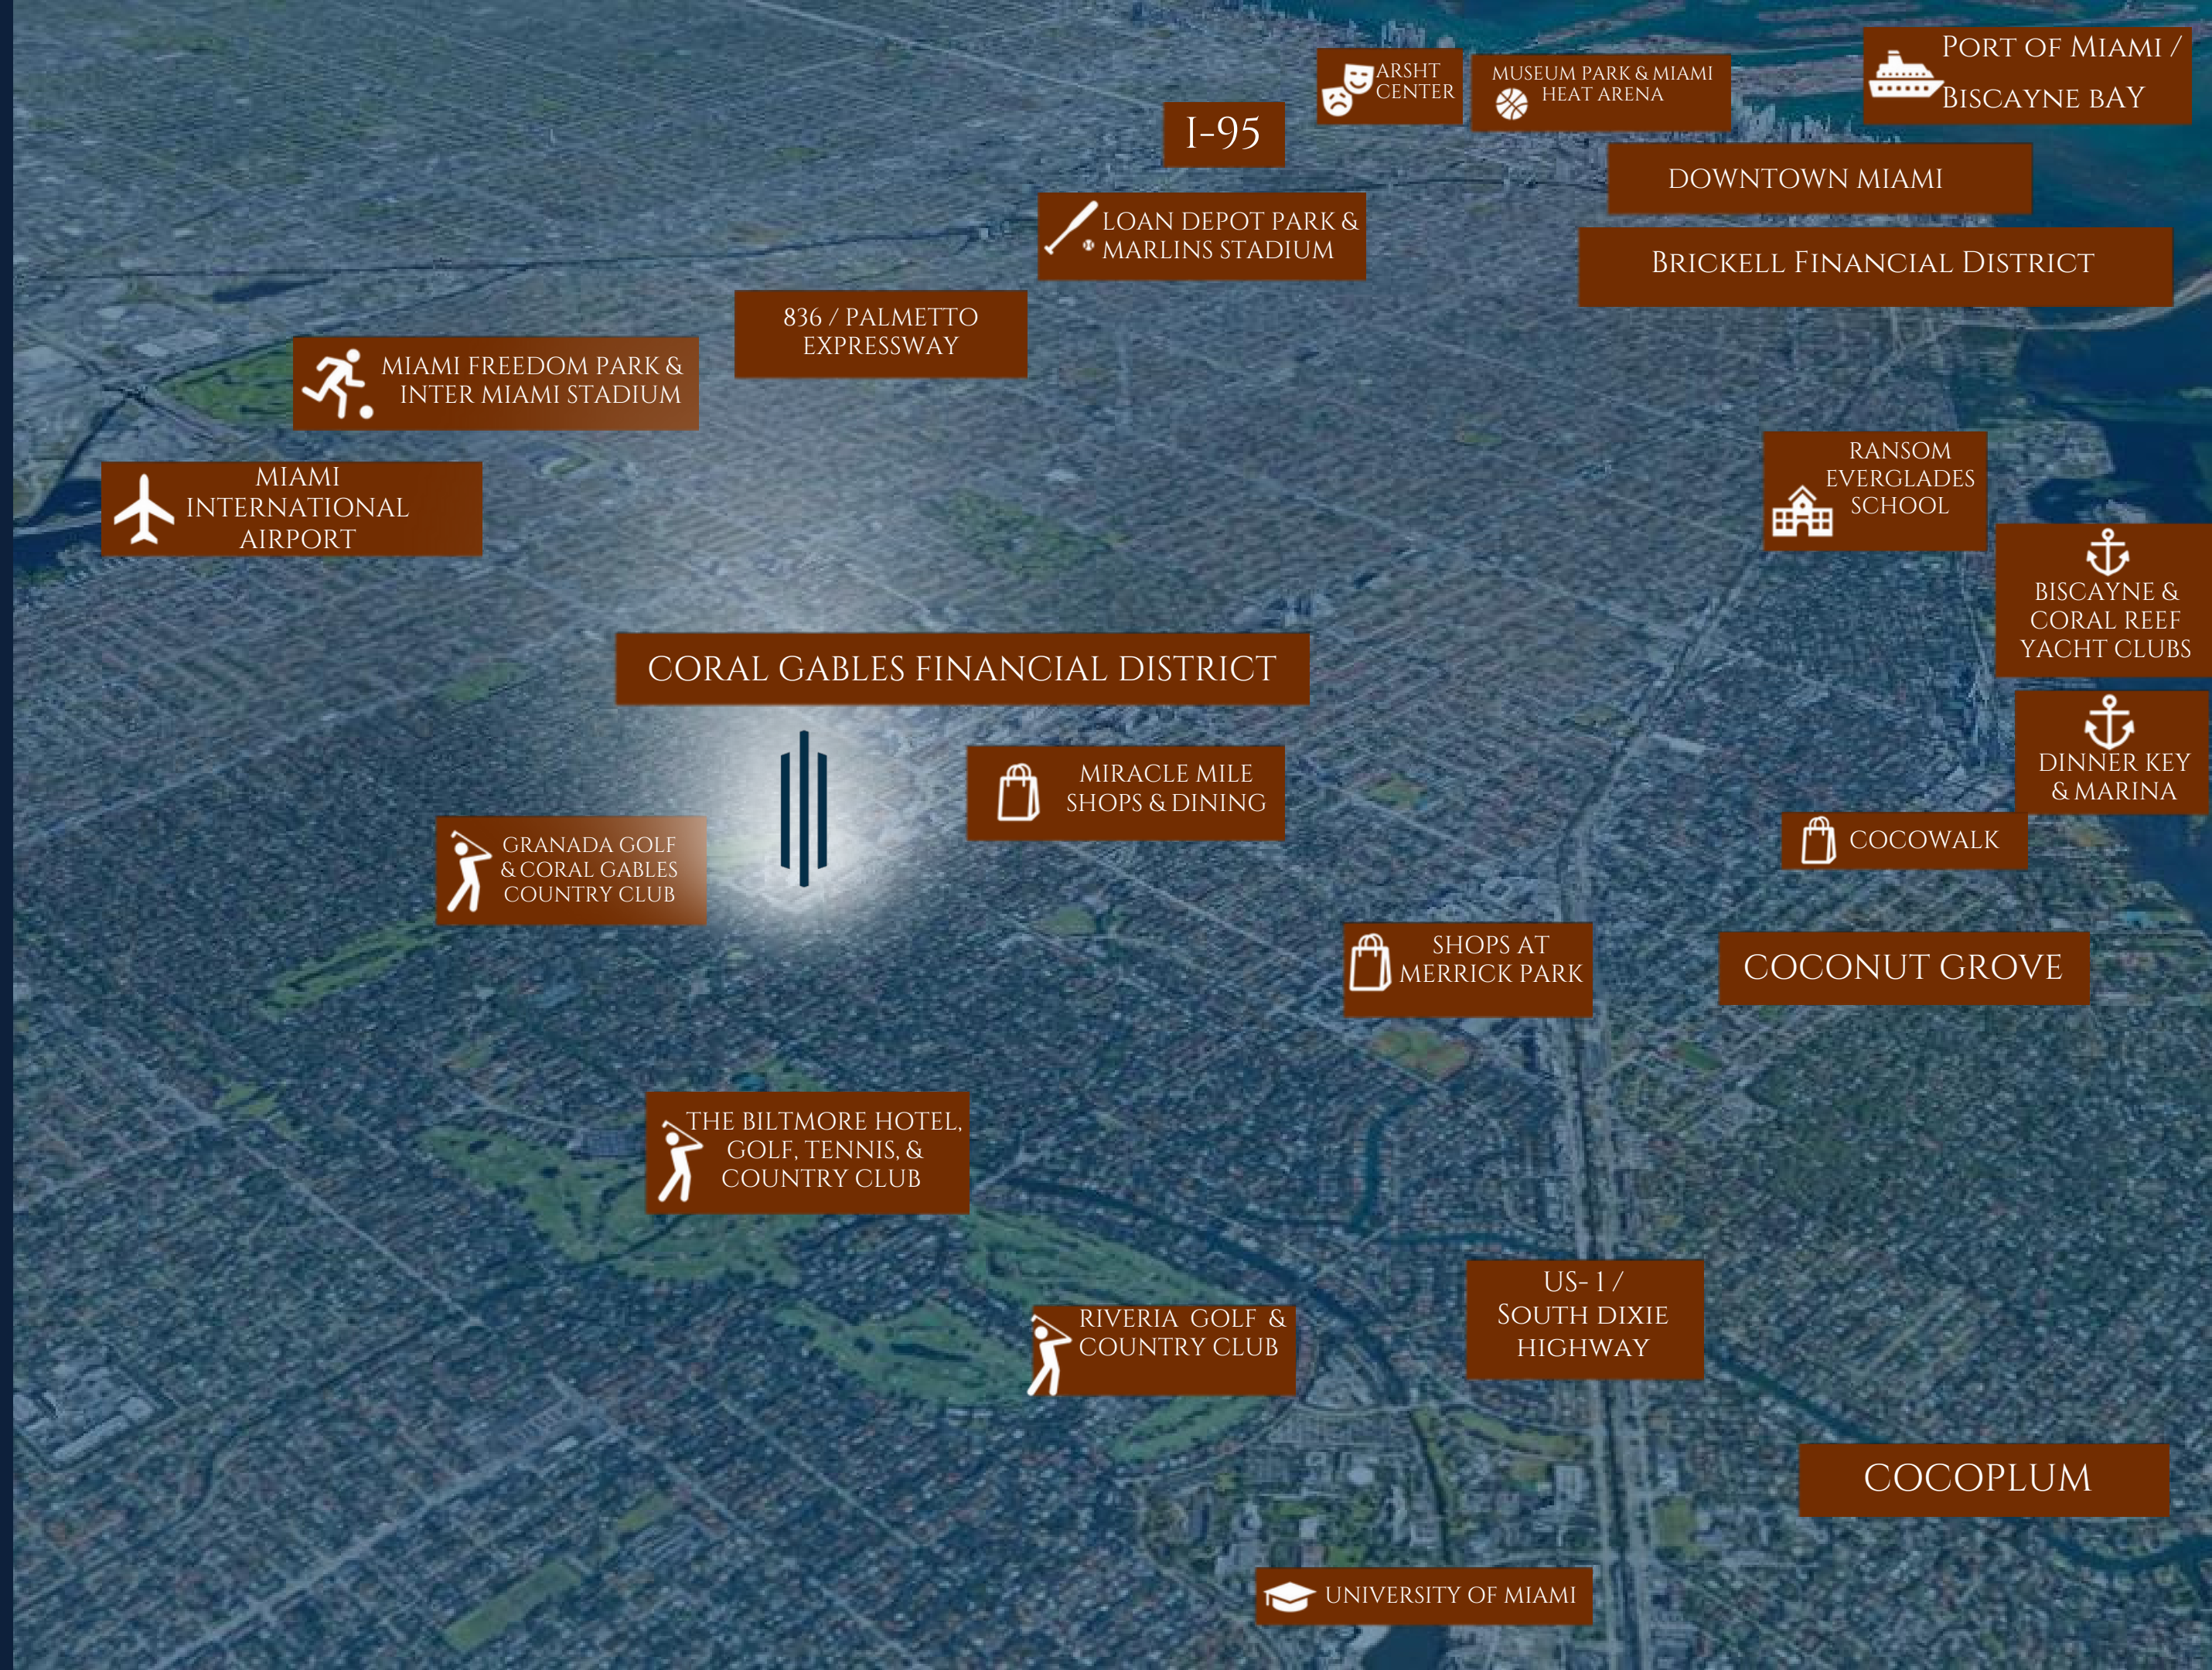 PORT OF MIAMI /
BISCAYNE BAY
ARSHT
CENTER
MUSEUM PARK & MIAMI
HEAT ARENA
I-95
DOWNTOWN MIAMI
LOAN DEPOT PARK &
MARLINS STADIUM
BRICKELL FINANCIAL DISTRICT
836 / PALMETTO
EXPRESSWAY
MIAMI FREEDOM PARK &
INTER MIAMI STADIUM
RANSOM
EVERGLADES
SCHOOL
MIAMI
INTERNATIONAL
AIRPORT
BISCAYNE &
CORAL REEF
YACHT CLUBS
CORAL GABLES FINANCIAL DISTRICT
DINNER KEY
& MARINA
MIRACLE MILE
SHOPS & DINING
COCOWALK
GRANADA GOLF
& CORAL GABLES
COUNTRY CLUB
SHOPS AT
MERRICK PARK
COCONUT GROVE
THE BILTMORE HOTEL,
GOLF, TENNIS, &
COUNTRY CLUB
US- 1 /
SOUTH DIXIE
HIGHWAY
RIVERIA GOLF &
COUNTRY CLUB
COCOPLUM
UNIVERSITY OF MIAMI